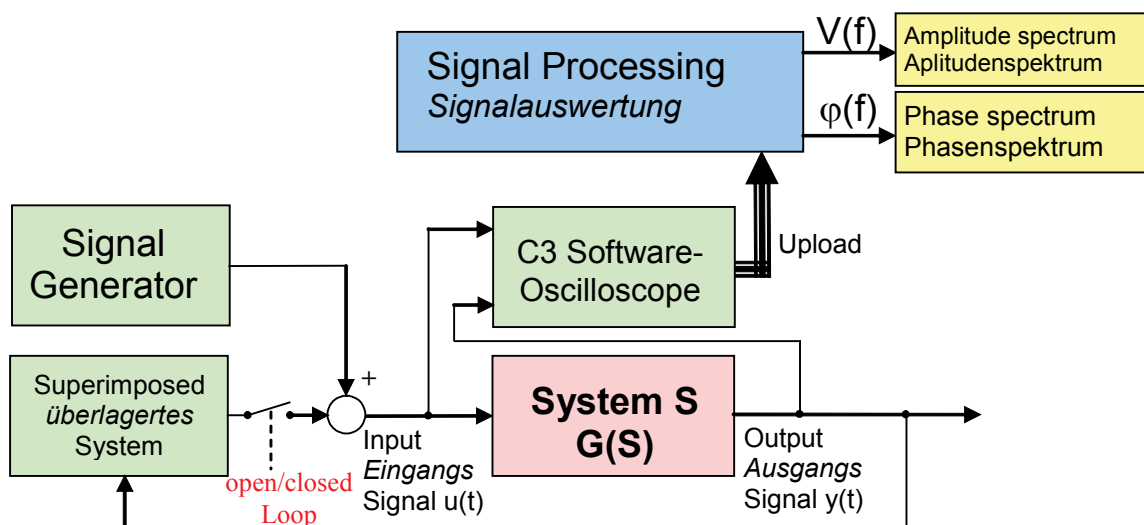 Signal Processing
Signalauswertung
V(f)
Amplitude spectrum
Aplitudenspektrum
φ(f)
Phase spectrum
Phasenspektrum
Signal
Generator
C3 Software-
Oscilloscope
Upload
Superimposed
überlagertes
System
open/closed
Loop
+
Input
Eingangs
Signal u(t)
System S
G(S)
Output
Ausgangs
Signal y(t)